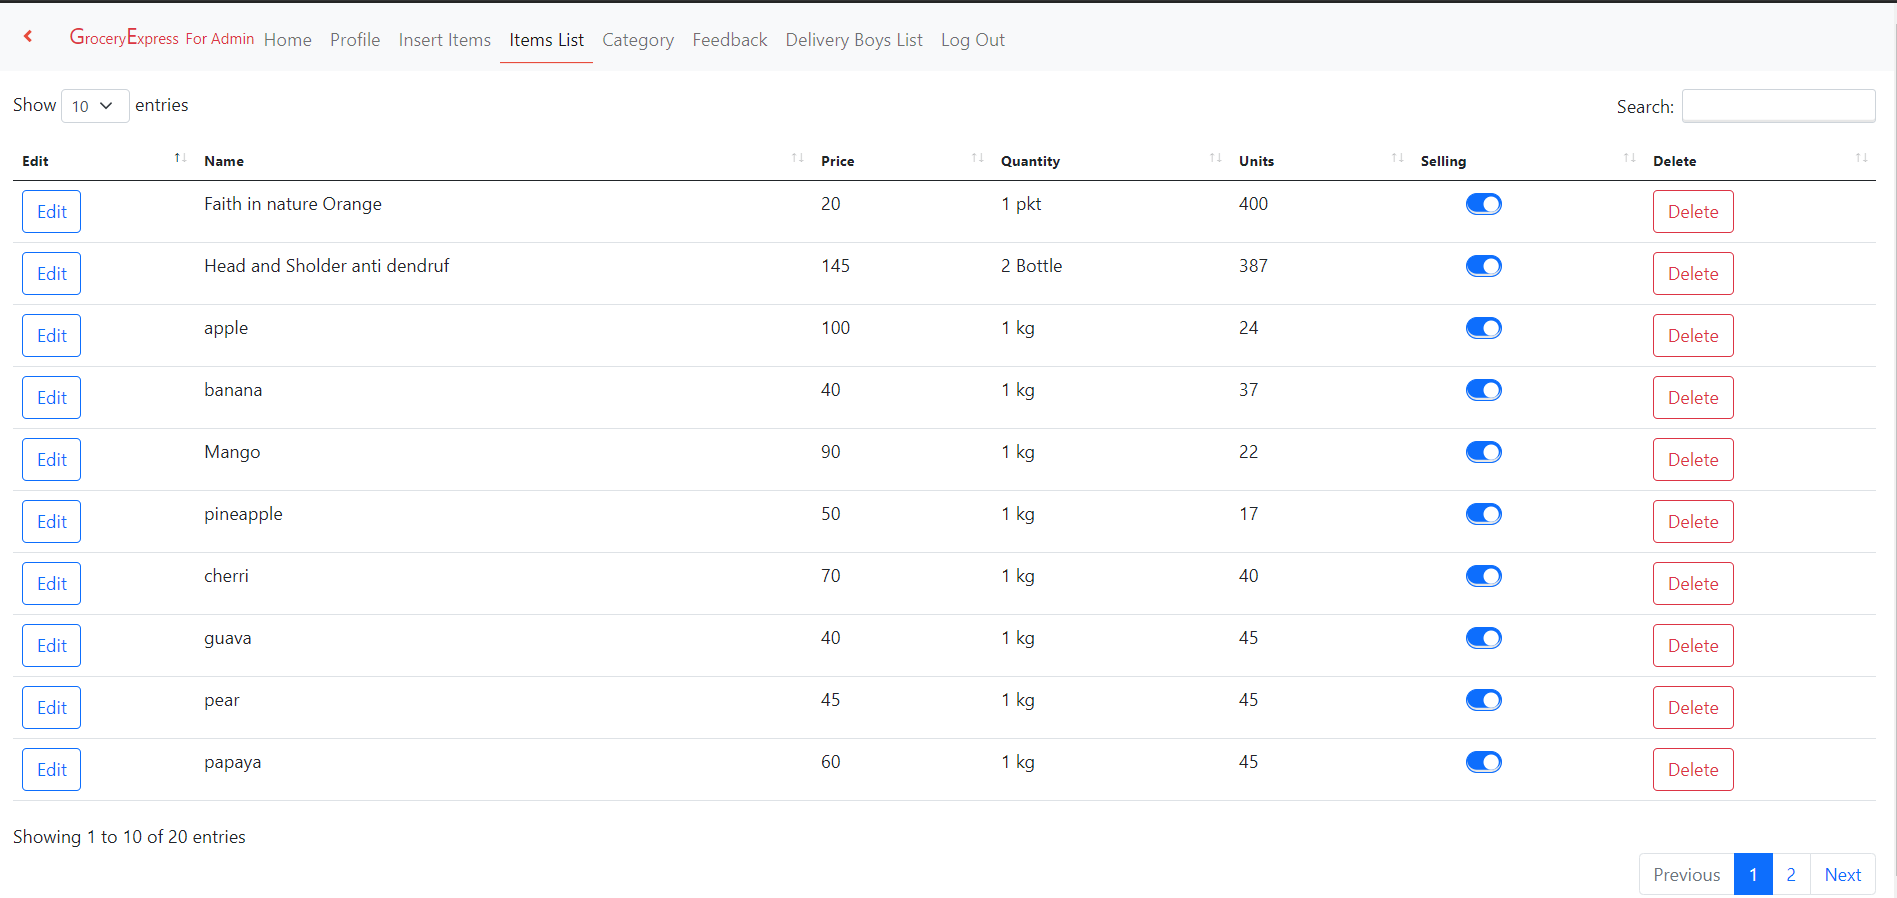 GroceryExpress For Admin Home Profile Insert Items Items List Category Feedback Delivery Boys List Log Out
Show 10 entries Search:
Edit Name Price Quantity Units Selling Delete
Edit Faith in nature Orange 20 1 pkt 400 Delete
Edit Head and Sholder anti dendruf 145 2 Bottle 387 Delete
Edit apple 100 1 kg 24 Delete
Edit banana 40 1 kg 37 Delete
Edit Mango 90 1 kg 22 Delete
Edit pineapple 50 1 kg 17 Delete
Edit cherri 70 1 kg 40 Delete
Edit guava 40 1 kg 45 Delete
Edit pear 45 1 kg 45 Delete
Edit papaya 60 1 kg 45 Delete
Showing 1 to 10 of 20 entries
Previous 1 2 Next